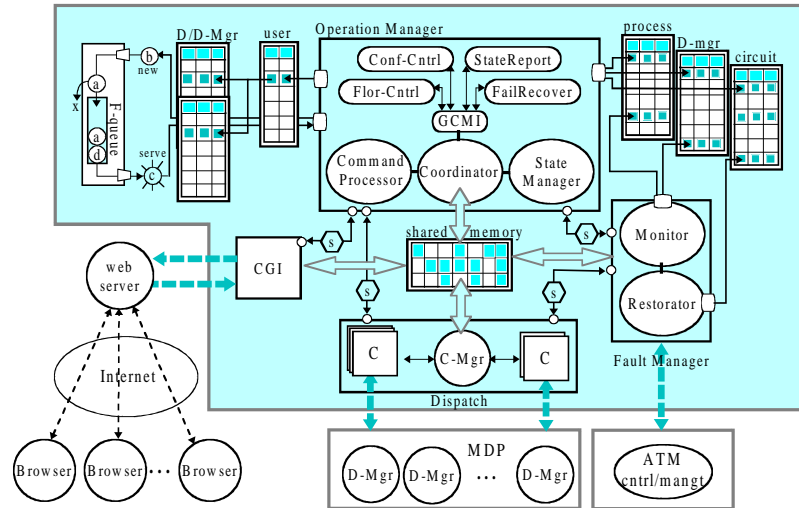 D/D-Mgr
user
Operation Manager
process
D-mgr
circuit
b
new
a
x
F-queue
a
d
serve
c
Conf-Cntrl
StateReport
Flor-Cntrl
FailRecover
GCMI
Command
Processor
Coordinator
State
Manager
s
s
shared memory
s
s
CGI
web
server
Monitor
Restorator
Fault Manager
C
C-Mgr
C
Dispatch
Internet
Browser
Browser
...
Browser
MDP
D-Mgr
D-Mgr
...
D-Mgr
ATM
cntrl/mangt